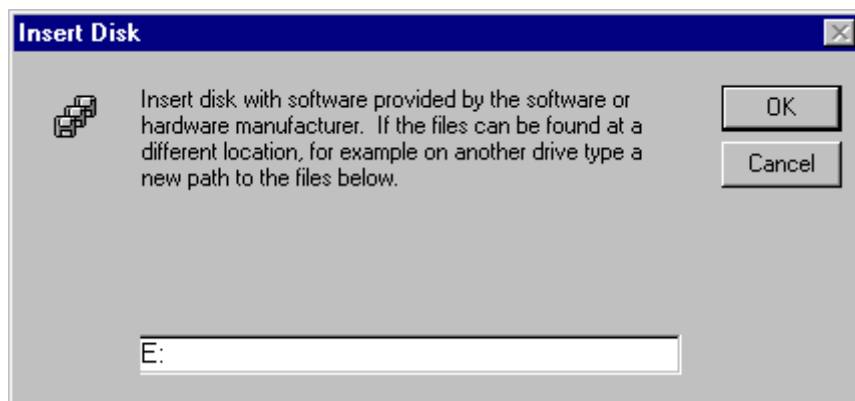 Insert Disk
Insert disk with software provided by the software or
hardware manufacturer.  If the files can be found at a
different location, for example on another drive type a
new path to the files below.
OK
Cancel
E: